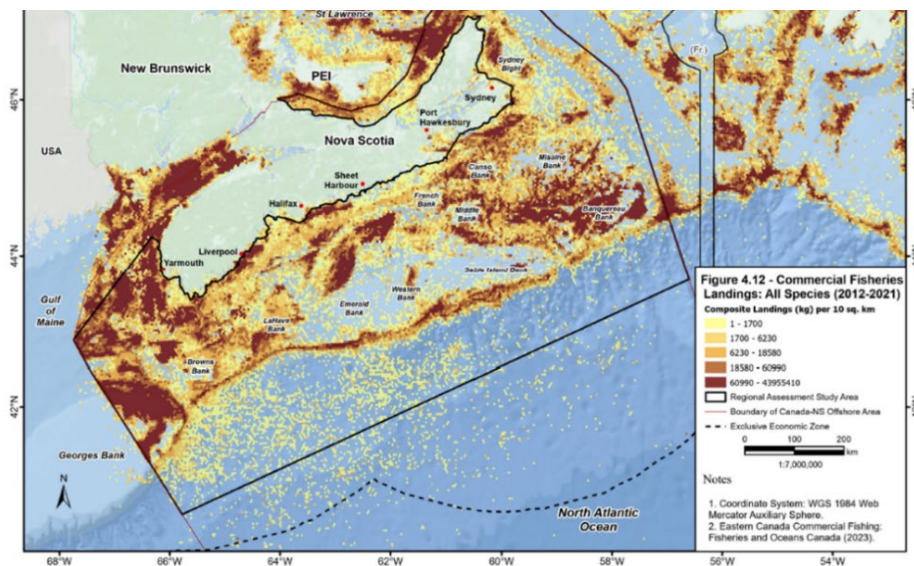 St Lawrence
(Fr.)
New Brunswick
PEI
Sydney
Bight
46°N
46°N
Sydney
Port
Hawkesbury
Nova Scotia
USA
Misaine
Bank
Canso
Bank
Sheet
Harbour
French
Bank
Halifax
Middle
Bank
Banquereau
Bank
44°N
Liverpool
Yarmouth
Sable Island Bank
Gulf
of
Maine
Western
Bank
Emerald
Bank
LaHave
Bank
Browns
Bank
42°N
Georges Bank
N
North Atlantic
Ocean
Figure 4.12 - Commercial Fisheries
Landings: All Species (2012-2021)
Composite Landings (kg) per 10 sq. km
1 - 1700
1700 - 6230
6230 - 18580
18580 - 60990
60990 - 43955410
Regional Assessment Study Area
Boundary of Canada-NS Offshore Area
Exclusive Economic Zone
0 100 200
km
1:7,000,000
Notes
1. Coordinate System: WGS 1984 Web
Mercator Auxiliary Sphere.
2. Eastern Canada Commercial Fishing:
Fisheries and Oceans Canada (2023).
68°W 66°W 64°W 62°W 60°W 58°W 56°W 54°W